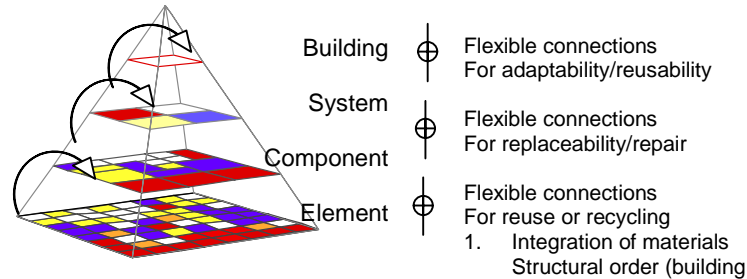 Building
Flexible connections
For adaptability/reusability
System
Flexible connections
For replaceability/repair
Component
Flexible connections
Element
For reuse or recycling
1. Integration of materials
Structural order (building